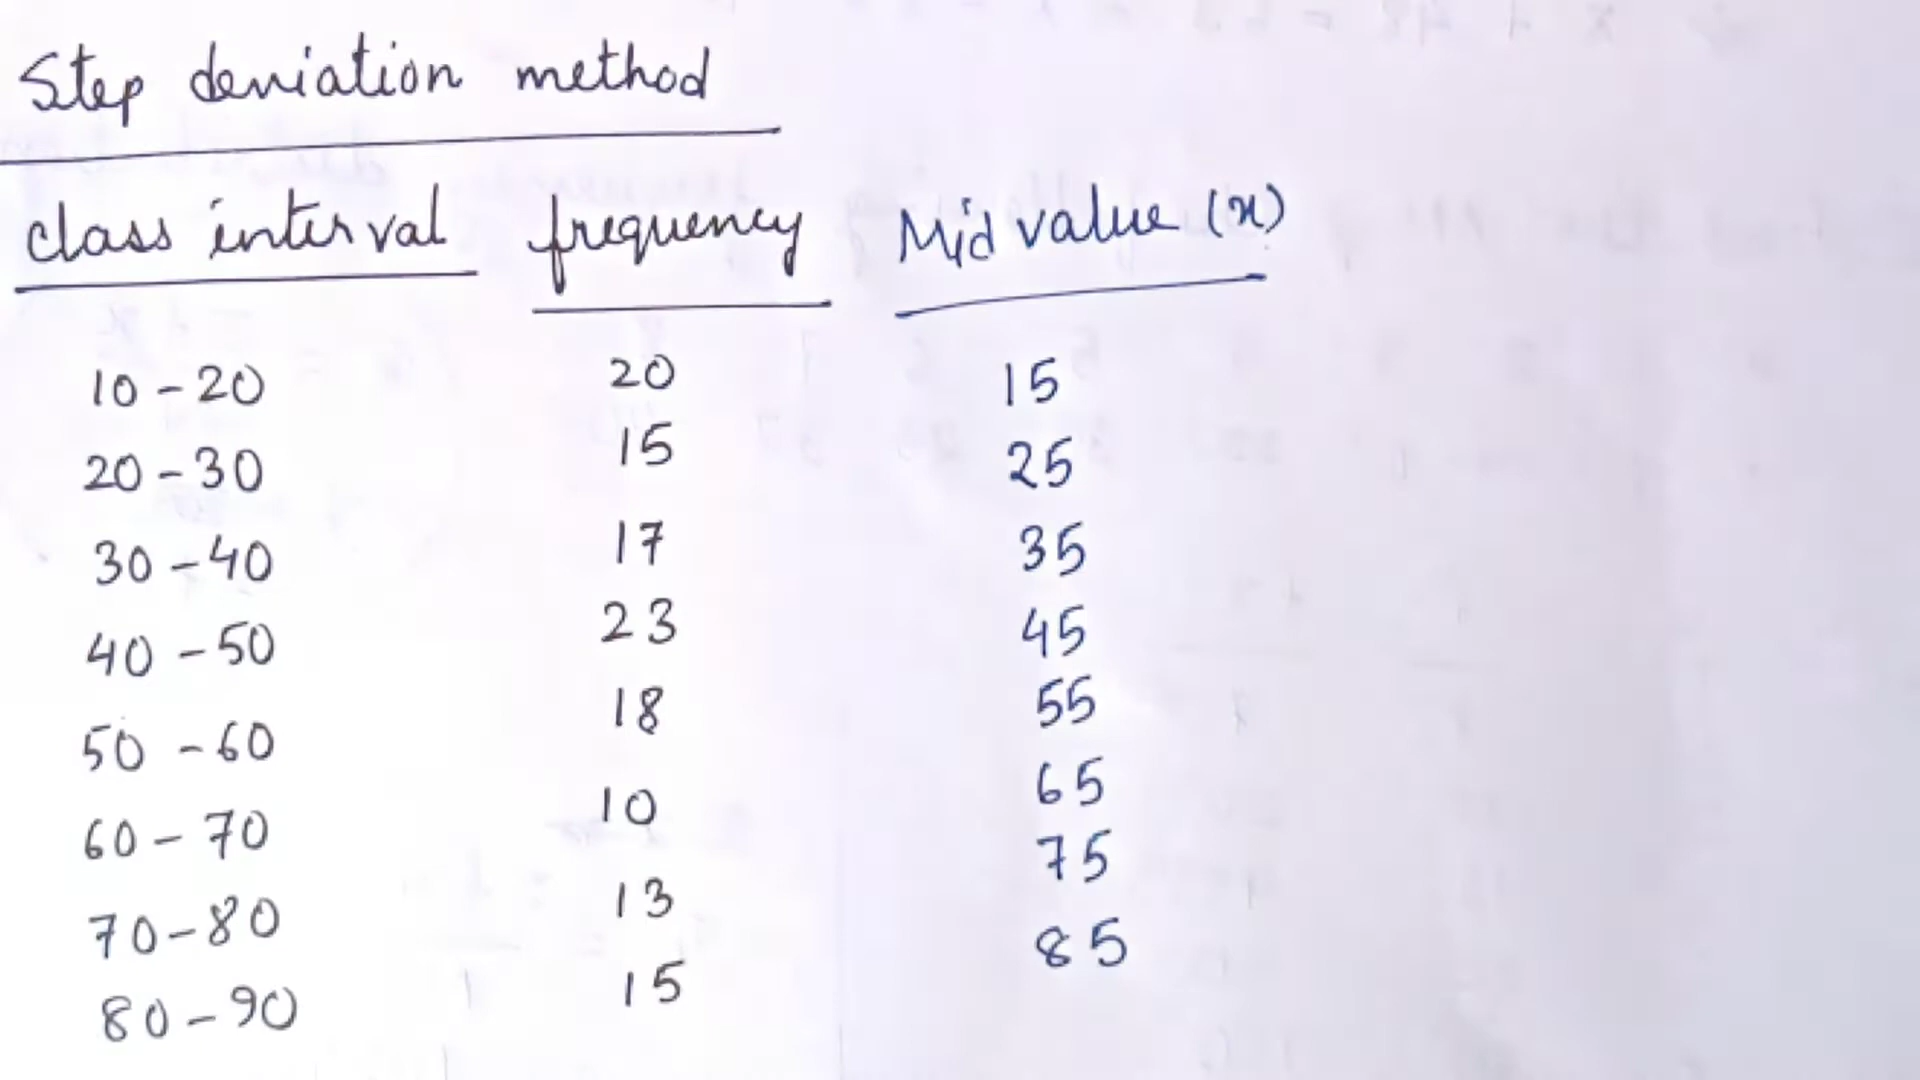 Step deviation method
class interval frequency Mid value (x)
10-20 20 15
20-30 15 25
30-40 17 35
40-50 23 45
50-60 18 55
60-70 10 65
70-80 13 75
80-90 15 85